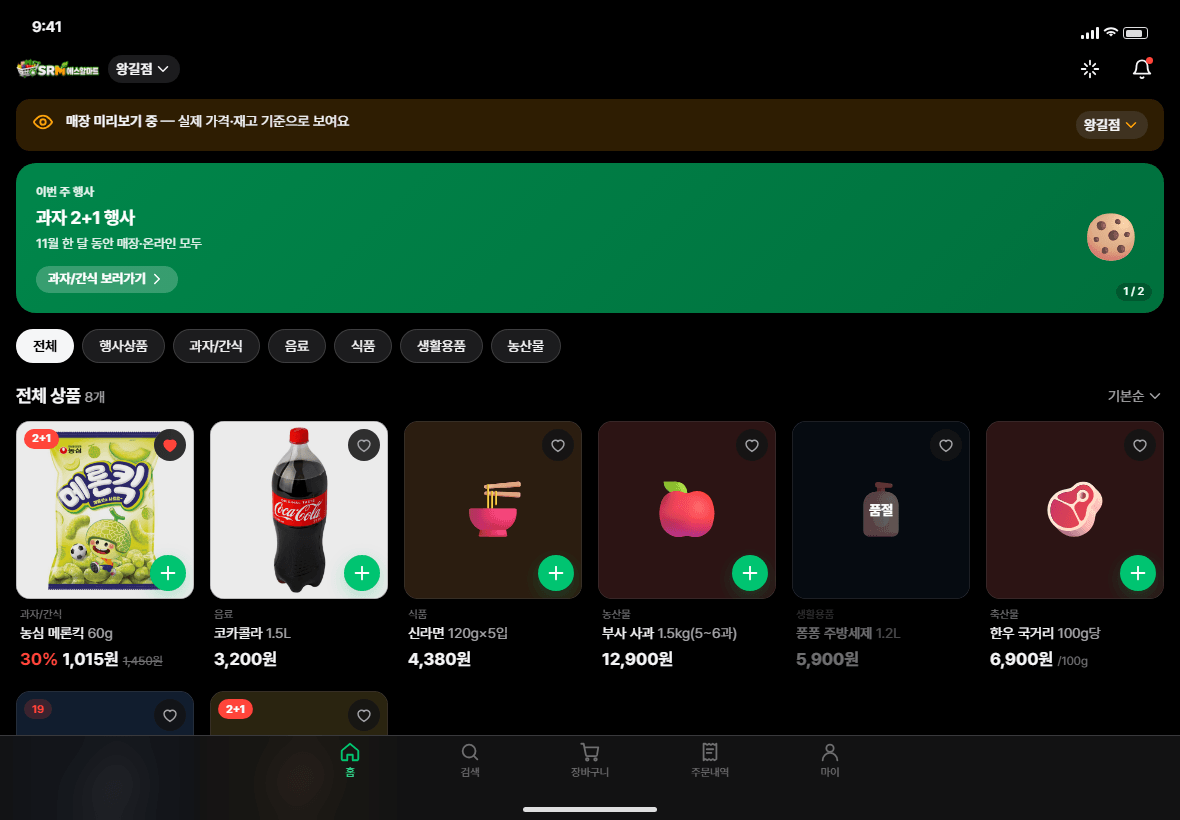 9:41
SRM 에스알마트
왕길점
매장 미리보기 중 — 실제 가격·재고 기준으로 보여요
왕길점
이번 주 행사
과자 2+1 행사
11월 한 달 동안 매장·온라인 모두
과자/간식 보러가기
1 / 2
전체
행사상품
과자/간식
음료
식품
생활용품
농산물
전체 상품 8개
기본순
2+1
농심
메론킥
과자/간식
농심 메론킥 60g
30% 1,015원 1,450원
Coca-Cola
음료
코카콜라 1.5L
3,200원
식품
신라면 120g×5입
4,380원
농산물
부사 사과 1.5kg(5~6과)
12,900원
품절
생활용품
퐁퐁 주방세제 1.2L
5,900원
축산물
한우 국거리 100g당
6,900원 /100g
19
2+1
홈
검색
장바구니
주문내역
마이